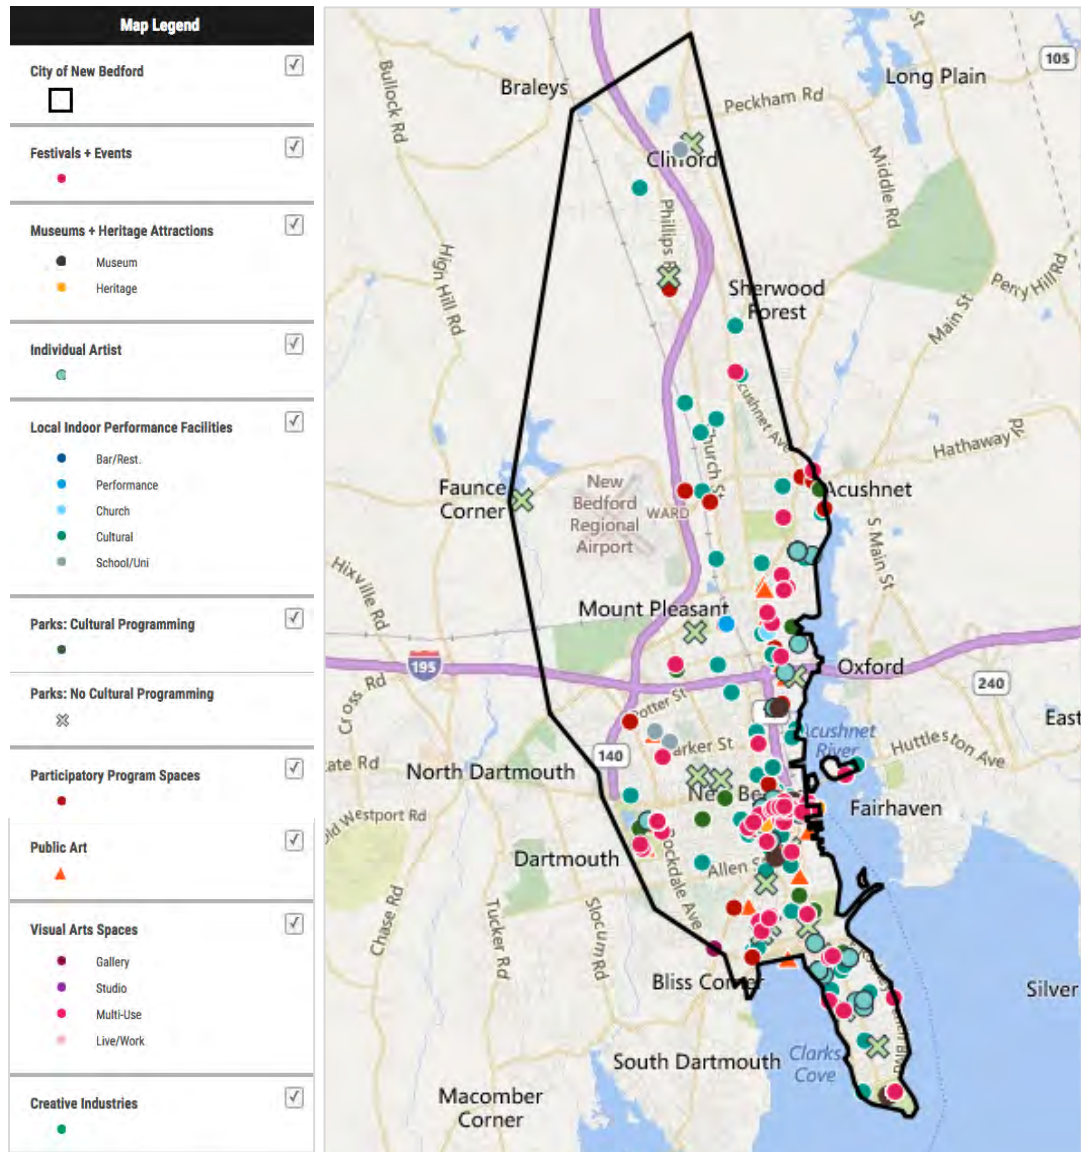 Map Legend
City of New Bedford
Festivals + Events
Museums + Heritage Attractions
Museum
Heritage
Individual Artist
Local Indoor Performance Facilities
Bar/Rest.
Performance
Church
Cultural
School/Uni
Parks: Cultural Programming
Parks: No Cultural Programming
Participatory Program Spaces
Public Art
Visual Arts Spaces
Gallery
Studio
Multi-Use
Live/Work
Creative Industries
St
105
Long Plain
Braleys
Bullock Rd
Peckham Rd
Clifford
Middle Rd
Phillips
High Hill Rd
Perry Hill Rd
Sherwood
Forest
Main St
Acushnet Ave
Hathaway
Church St
Faunce
Corner
New
Bedford
Regional
Airport
WARD
Acushnet
S Main St
Hixville Rd
Mount Pleasant
195
Oxford
240
Cross Rd
Potter St
East
Acushnet
River
Huttleston Ave
140
arker St
ate Rd
North Dartmouth
New Be
Fairhaven
Old Westport Rd
Dartmouth
Rockdale Ave
Allen S
Chase Rd
Tucker Rd
Slocum Rd
Bliss Corner
Silver
South Dartmouth
Clarks
Cove
Blvd
Macomber
Corner